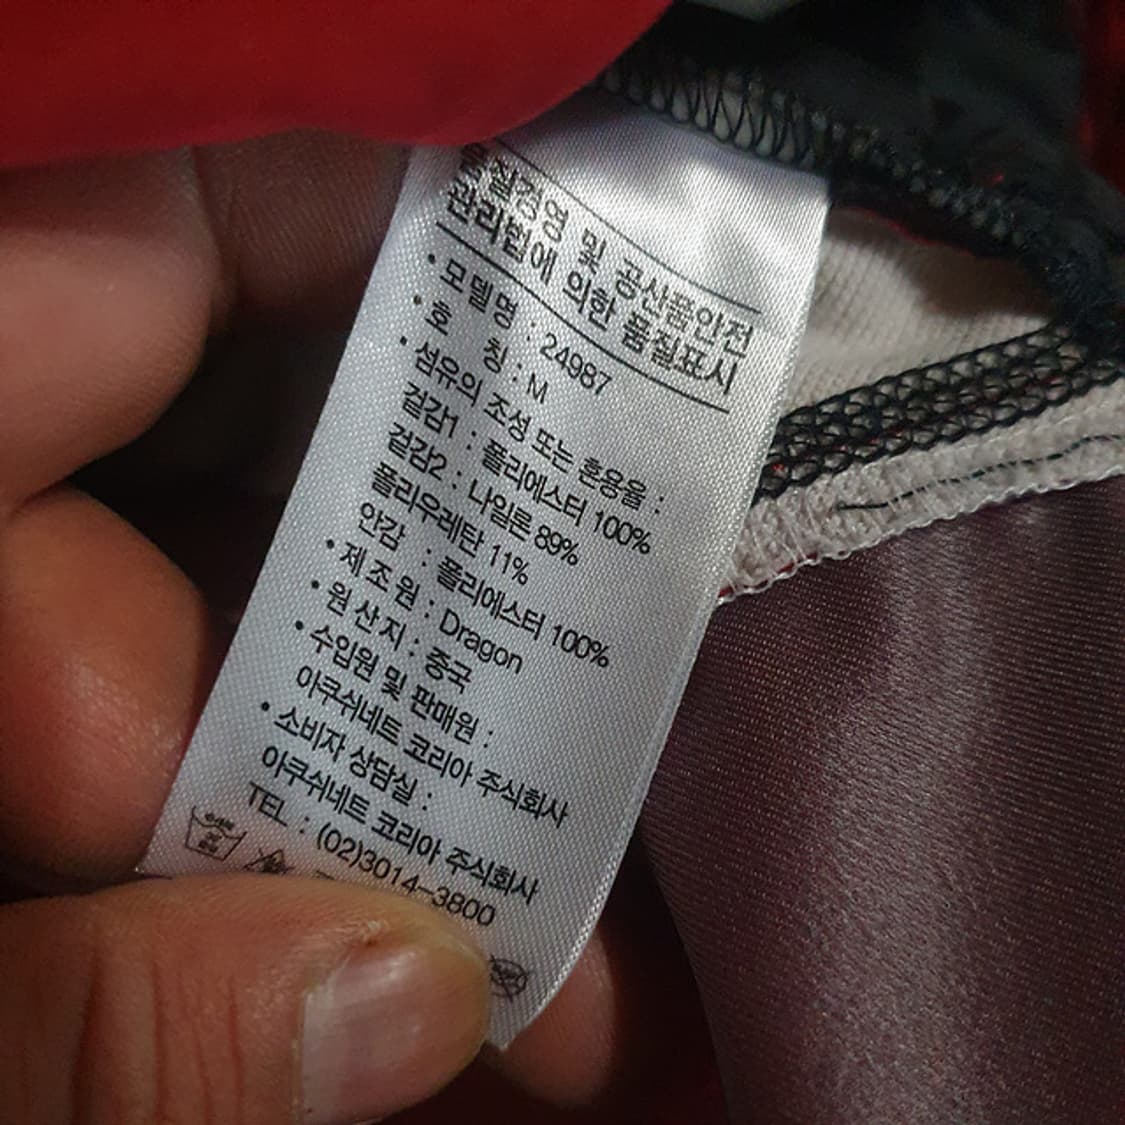 품질경영 및 공산품안전
관리법에 의한 품질표시
• 모델명 : 24987
• 호 칭 : M
• 섬유의 조성 또는 혼용율 :
겉감1 : 폴리에스터 100%
겉감2 : 나일론 89%
폴리우레탄 11%
안감 : 폴리에스터 100%
• 제조원 : Dragon
• 원산지 : 중국
• 수입원 및 판매원 :
아쿠쉬네트 코리아 주식회사
• 소비자 상담실 :
아쿠쉬네트 코리아 주식회사
TEL : (02)3014-3800